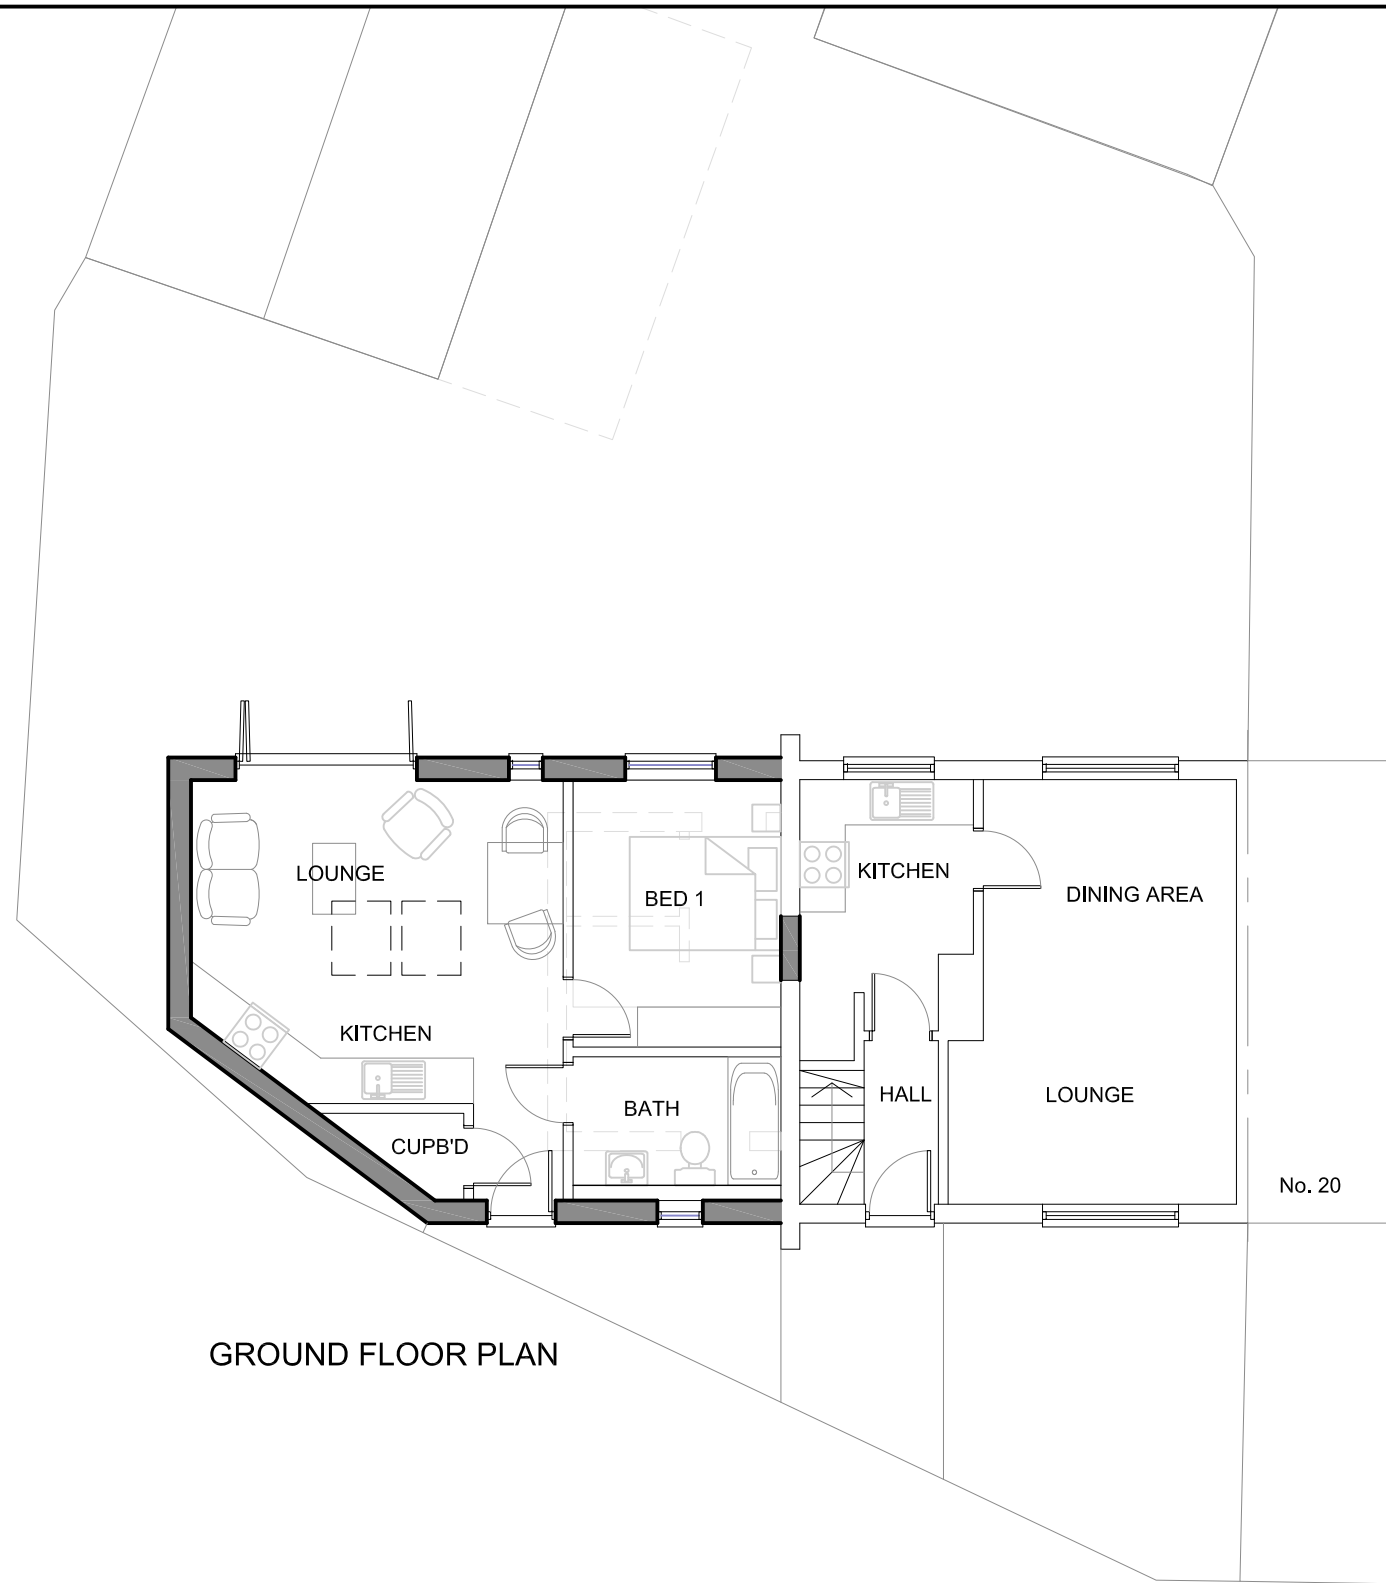 LOUNGE
BED 1
KITCHEN
DINING AREA
KITCHEN
BATH
HALL
LOUNGE
CUPB'D
No. 20
GROUND FLOOR PLAN